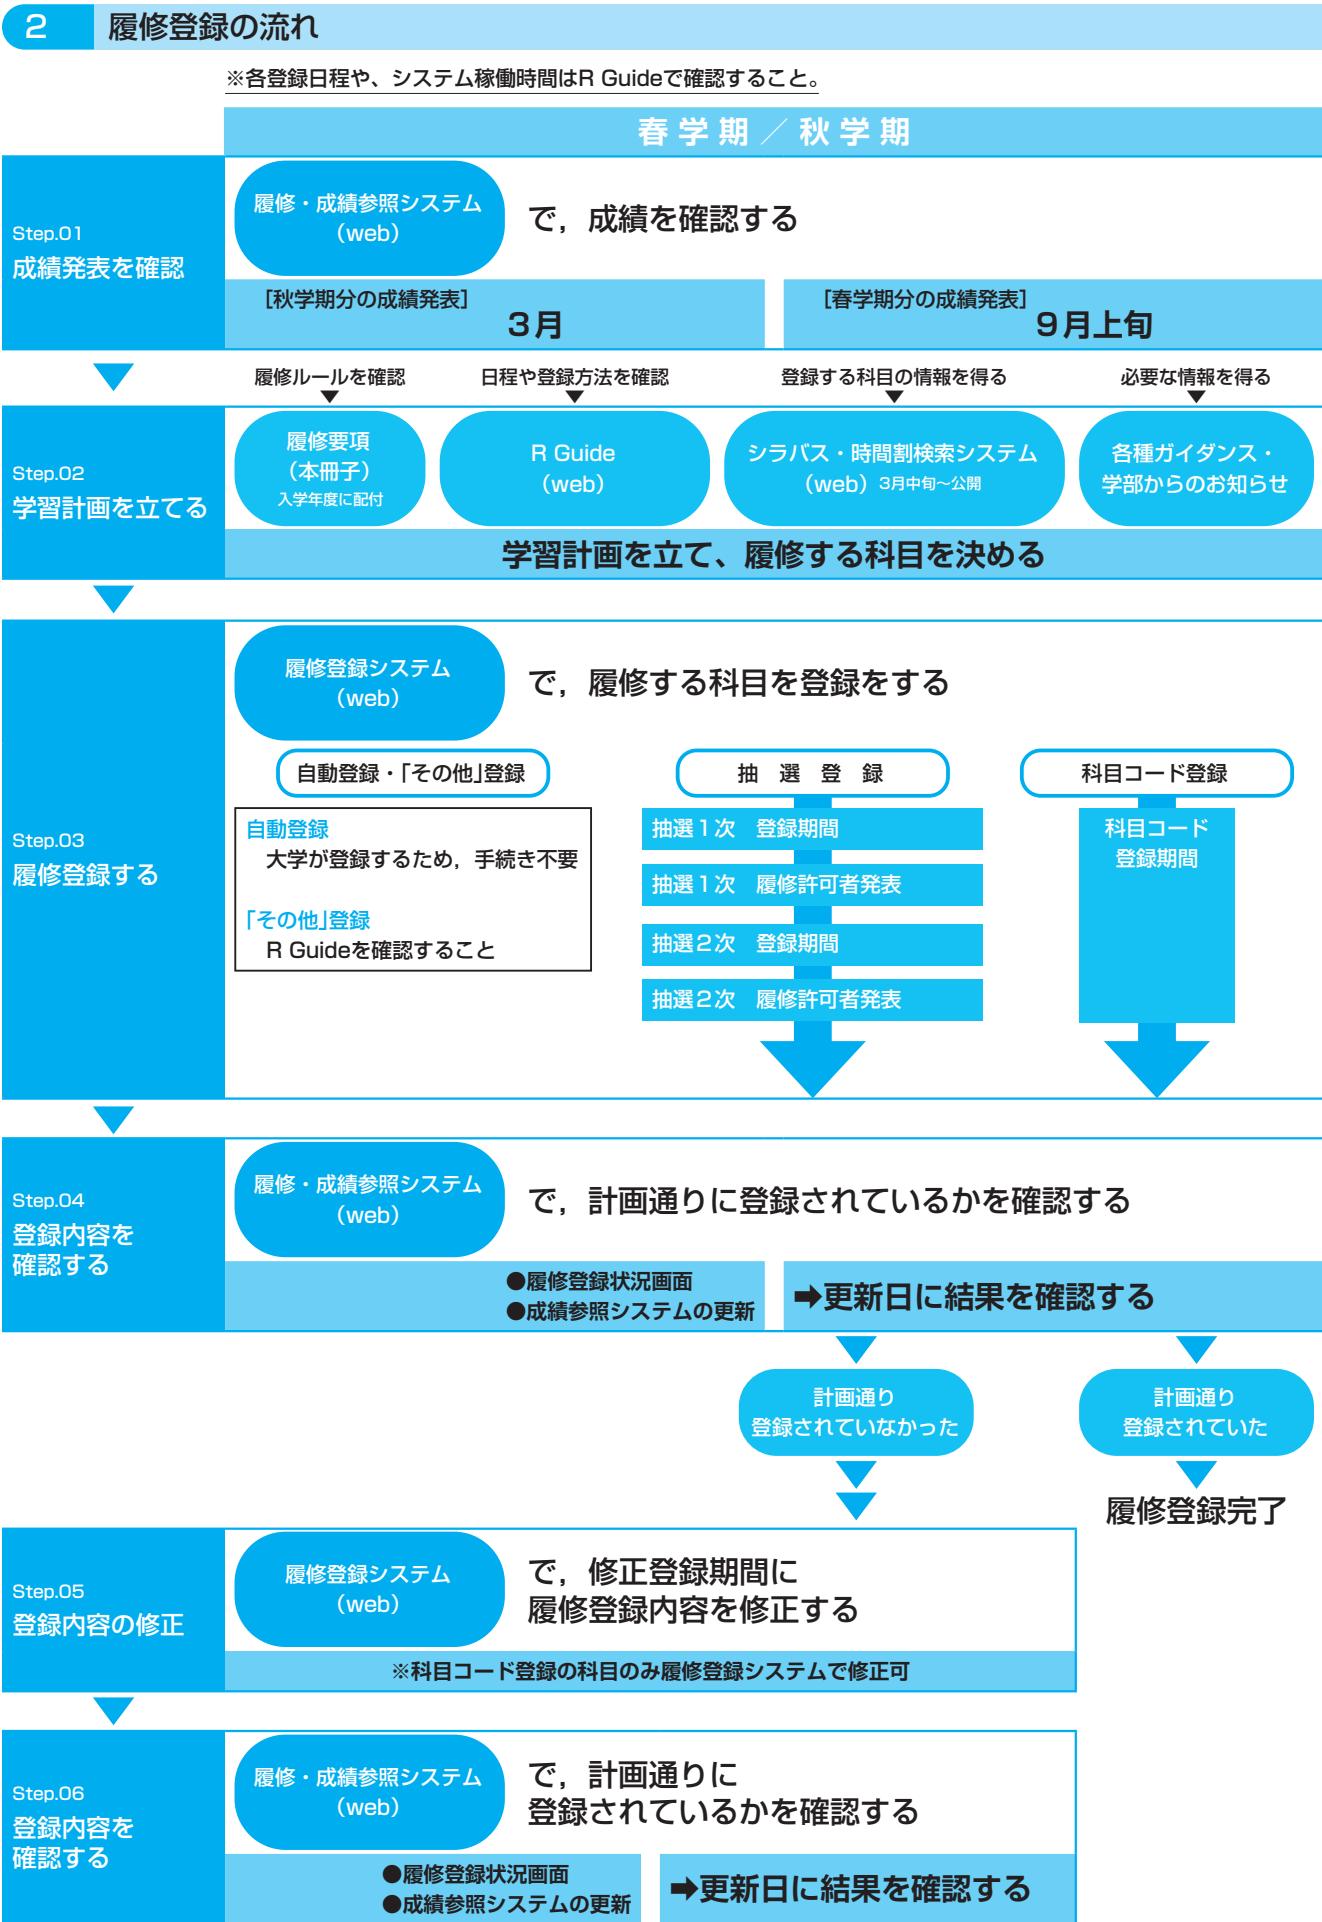 2 履修登録の流れ
※各登録日程や、システム稼働時間はR Guideで確認すること。
春学期／秋学期
Step.01
成績発表を確認
履修・成績参照システム
（web）
で，成績を確認する
［秋学期分の成績発表］
3月
［春学期分の成績発表］
9月上旬
履修ルールを確認
日程や登録方法を確認
登録する科目の情報を得る
必要な情報を得る
Step.02
学習計画を立てる
履修要項
（本冊子）
入学年度に配付
R Guide
（web）
シラバス・時間割検索システム
（web）3月中旬～公開
各種ガイダンス・
学部からのお知らせ
学習計画を立て、履修する科目を決める
Step.03
履修登録する
履修登録システム
（web）
で，履修する科目を登録をする
自動登録・「その他」登録
自動登録
大学が登録するため，手続き不要
「その他」登録
R Guideを確認すること
抽選登録
抽選1次　登録期間
抽選1次　履修許可者発表
抽選2次　登録期間
抽選2次　履修許可者発表
科目コード登録
科目コード
登録期間
Step.04
登録内容を
確認する
履修・成績参照システム
（web）
で，計画通りに登録されているかを確認する
●履修登録状況画面
●成績参照システムの更新
➡更新日に結果を確認する
計画通り
登録されていなかった
計画通り
登録されていた
履修登録完了
Step.05
登録内容の修正
履修登録システム
（web）
で，修正登録期間に
履修登録内容を修正する
※科目コード登録の科目のみ履修登録システムで修正可
Step.06
登録内容を
確認する
履修・成績参照システム
（web）
で，計画通りに
登録されているかを確認する
●履修登録状況画面
●成績参照システムの更新
➡更新日に結果を確認する